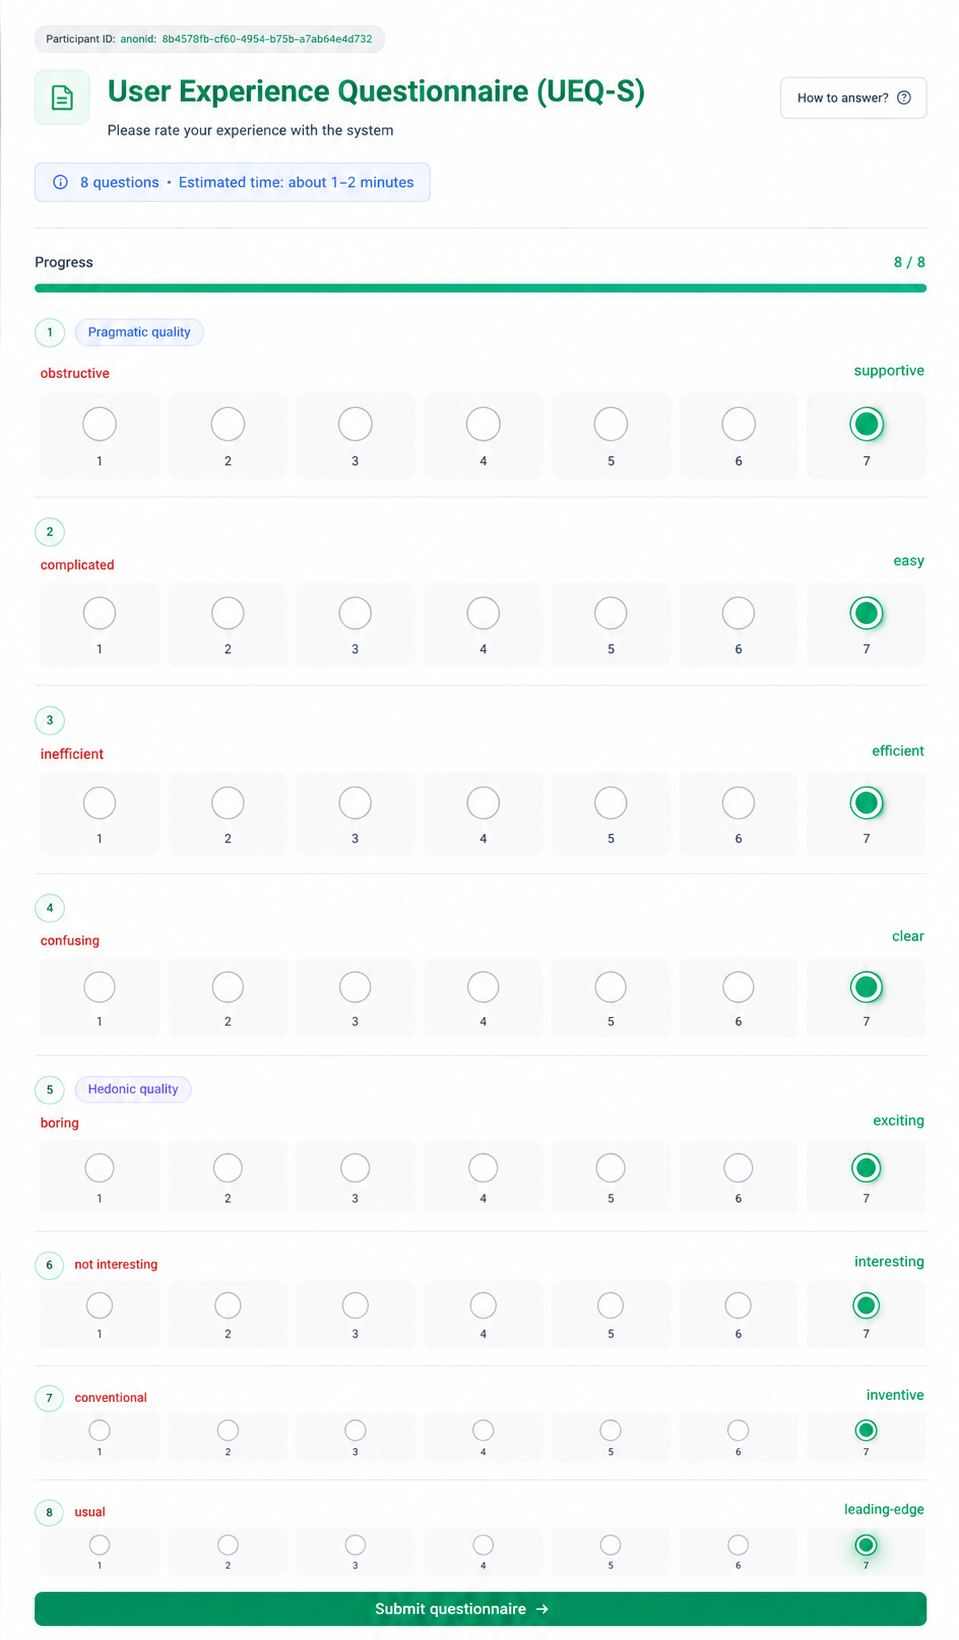 Participant ID: anonid: 8b4578fb-cf60-4954-b75b-a7ab64e4d732
User Experience Questionnaire (UEQ-S)
How to answer?
Please rate your experience with the system
8 questions • Estimated time: about 1–2 minutes
Progress 8 / 8
1 Pragmatic quality
obstructive supportive
1 2 3 4 5 6 7
2
complicated easy
1 2 3 4 5 6 7
3
inefficient efficient
1 2 3 4 5 6 7
4
confusing clear
1 2 3 4 5 6 7
5 Hedonic quality
boring exciting
1 2 3 4 5 6 7
6 not interesting interesting
1 2 3 4 5 6 7
7 conventional inventive
1 2 3 4 5 6 7
8 usual leading-edge
1 2 3 4 5 6 7
Submit questionnaire →